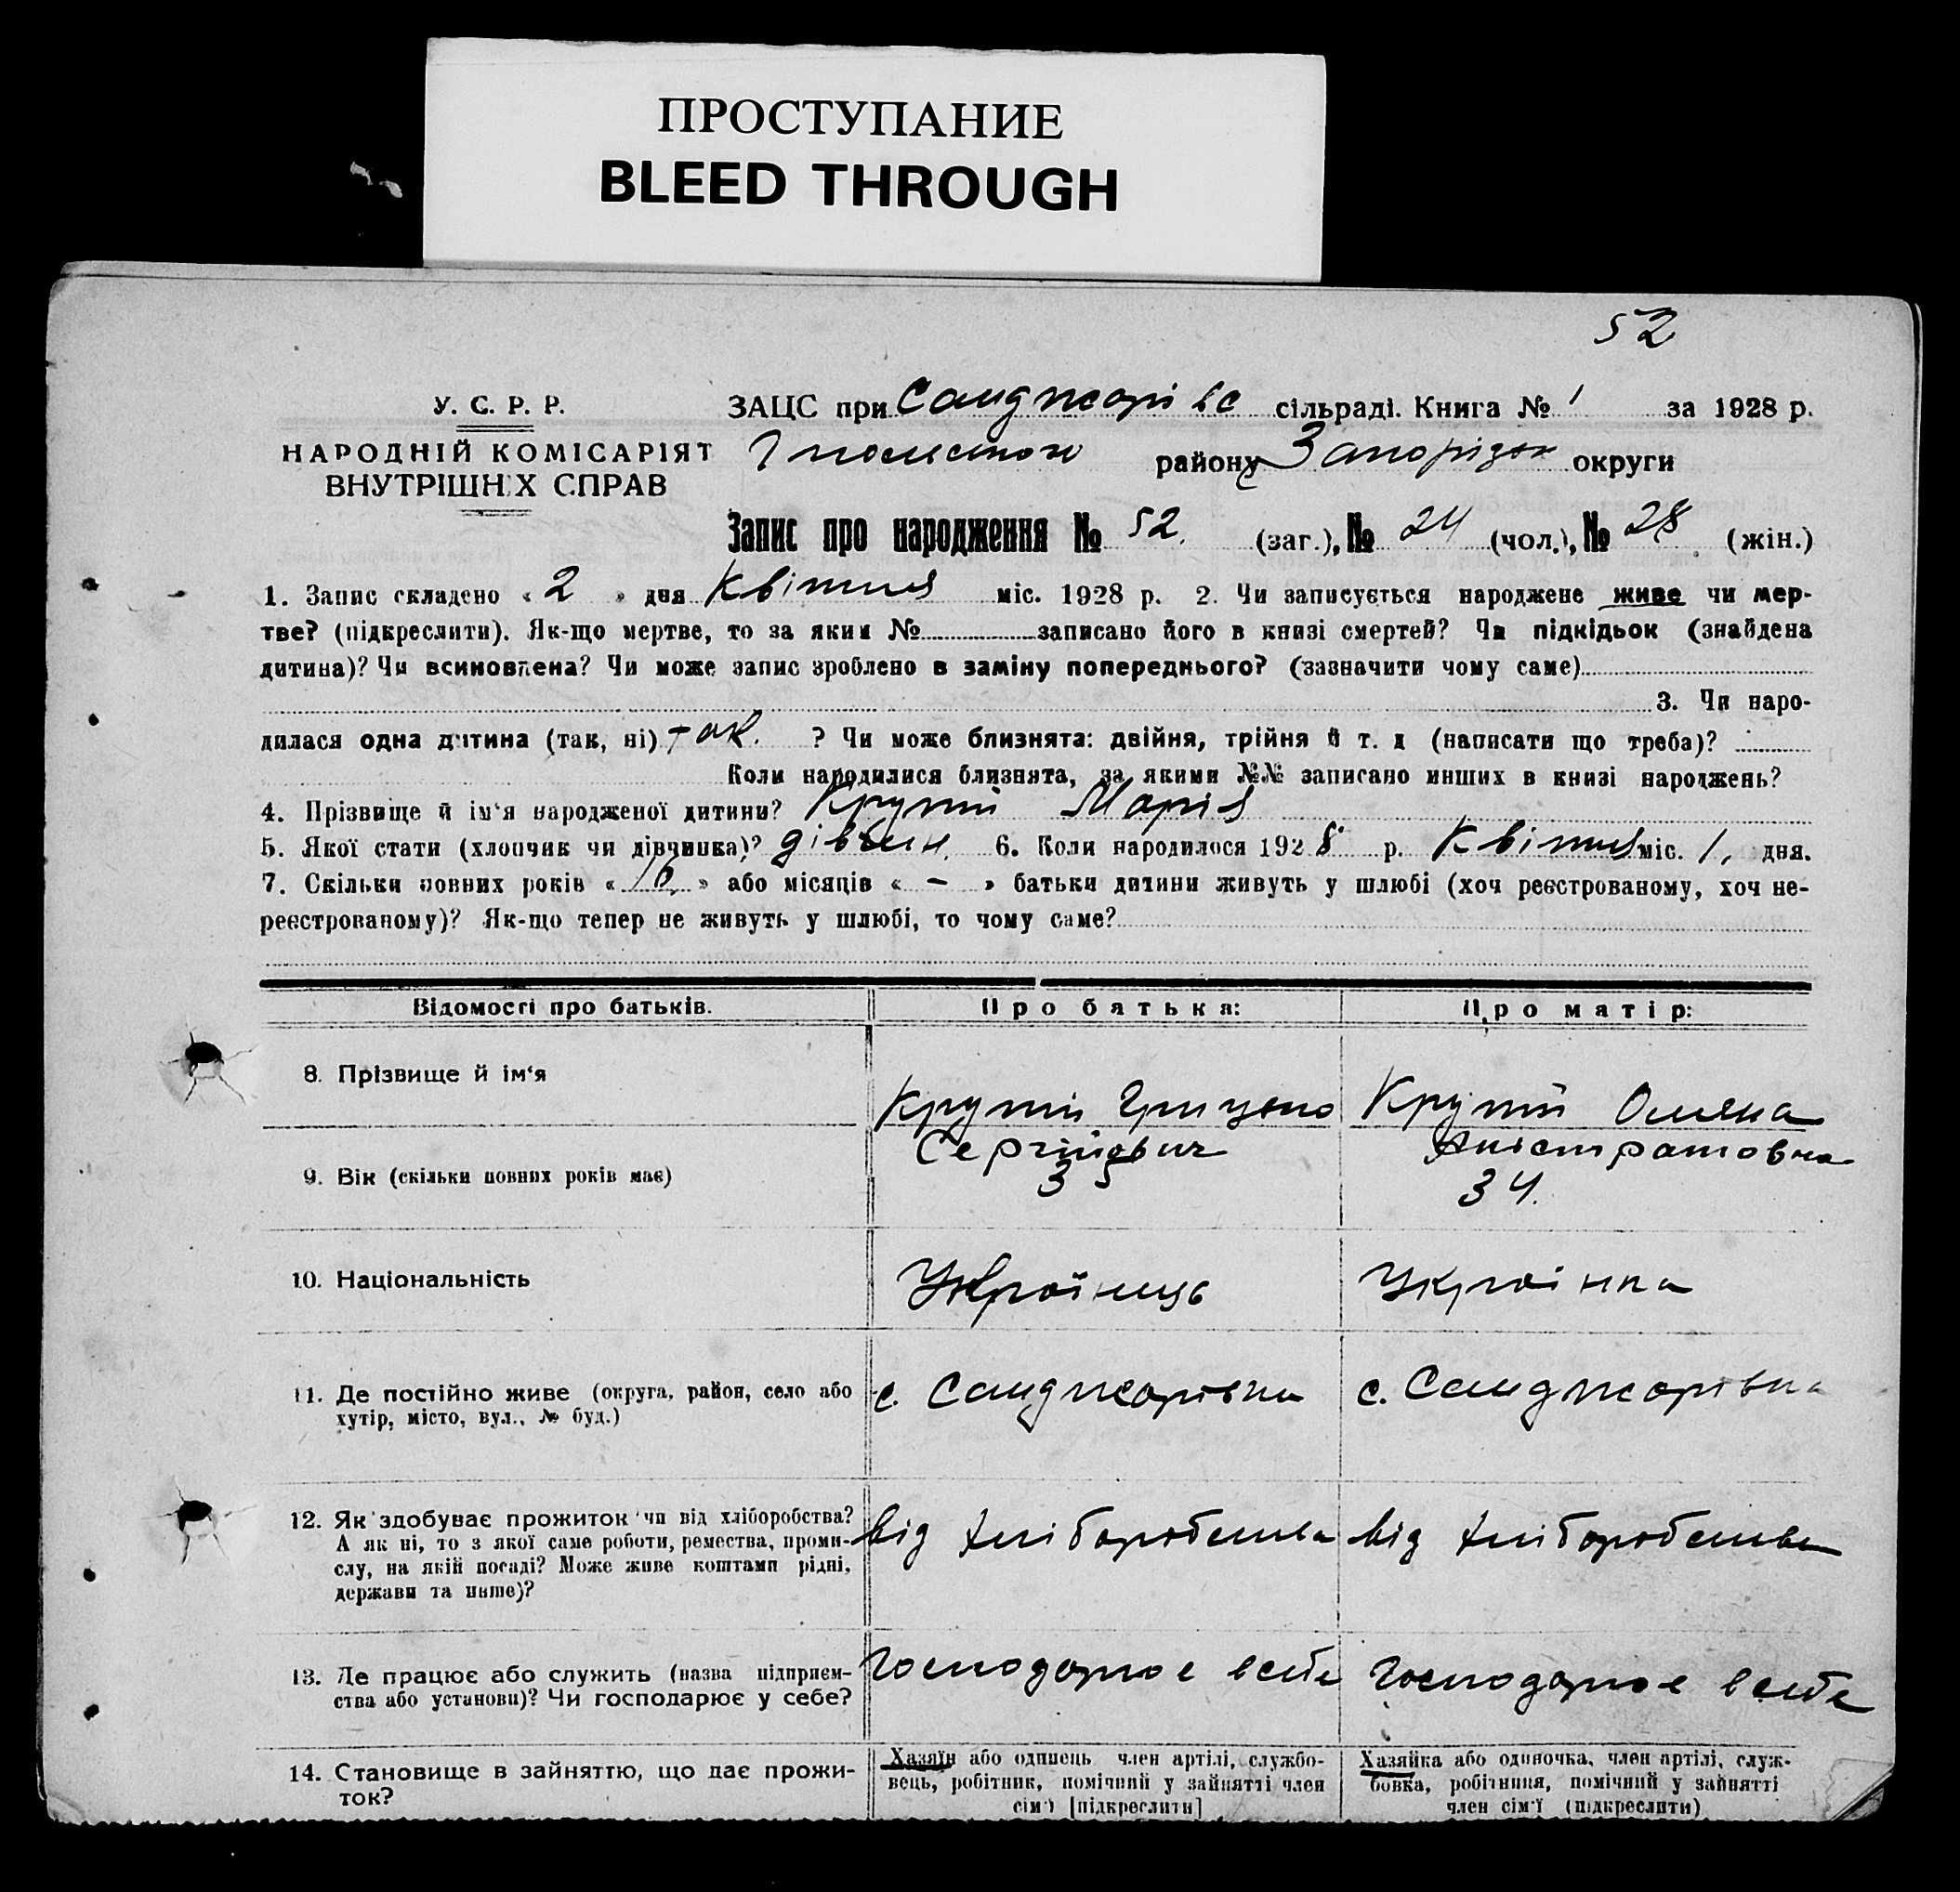 ПРОСТУПАНИЕ
BLEED THROUGH
52
У. С. Р. Р.
НАРОДНІЙ КОМІСАРІЯТ
ВНУТРІШНІХ СПРАВ
ЗАЦС при Санджарівс сільраді. Книга № 1 за 1928 р.
району Запорізьк округи
Запис про народження № 52. (заг.), № 24 (чол.), № 28 (жін.)
1. Запис складено « 2 » дня Квітня міс. 1928 р. 2. Чи записується народжене живе чи мер-
тве? (підкреслити). Як-що мертве, то за яким № записано його в книзі смертей? Чи підкідьок (знайдена
дитина)? Чи всиновлена? Чи може запис зроблено в заміну попереднього? (зазначити чому саме)
3. Чи наро-
дилася одна дитина (так, ні) так. ? Чи може близнята: двійня, трійня й т. д (написати що треба)?
Коли народилися близнята, за якими №№ записано инших в книзі народжень?
4. Прізвище й ім'я народженої дитини? Крутій Марія
5. Якої стати (хлопчик чи дівчинка)? дівчин. 6. Коли народилося 1928 р. Квітня міс. 1, дня.
7. Скільки повних років « 16 » або місяців « – » батьки дитини живуть у шлюбі (хоч реєстрованому, хоч не-
реєстрованому)? Як-що тепер не живуть у шлюбі, то чому саме?
Відомості про батьків. Про батька: Про матір:
8. Прізвище й ім'я
Крутій Грицько Крутій Оляна
Сергійович Аністратовна
9. Вік (скільки повних років має) 35 34.
10. Національність Українець Українка
11. Де постійно живе (округа, район, село або с. Санджарівка с. Санджарівка
хутір, місто, вул., № буд.)
12. Як здобуває прожиток чи від хліборобства? від хліборобства від хліборобства
А як ні, то з якої саме роботи, ремества, проми-
слу, на якій посаді? Може живе коштами рідні,
держави та инше)?
13. Де працює або служить (назва підприєм- Господарює в себе Господарює в себе
ства або установи)? Чи господарює у себе?
14. Становище в зайняттю, що дає прожи-
ток?
Хазяїн або одинець член артілі, службо-
вець, робітник, помічний у зайнятті член
сім'ї [підкреслити]
Хазяйка або одиночка, член артілі, служ-
бовка, робітниця, помічний у зайнятті
член сім'ї (підкреслити)